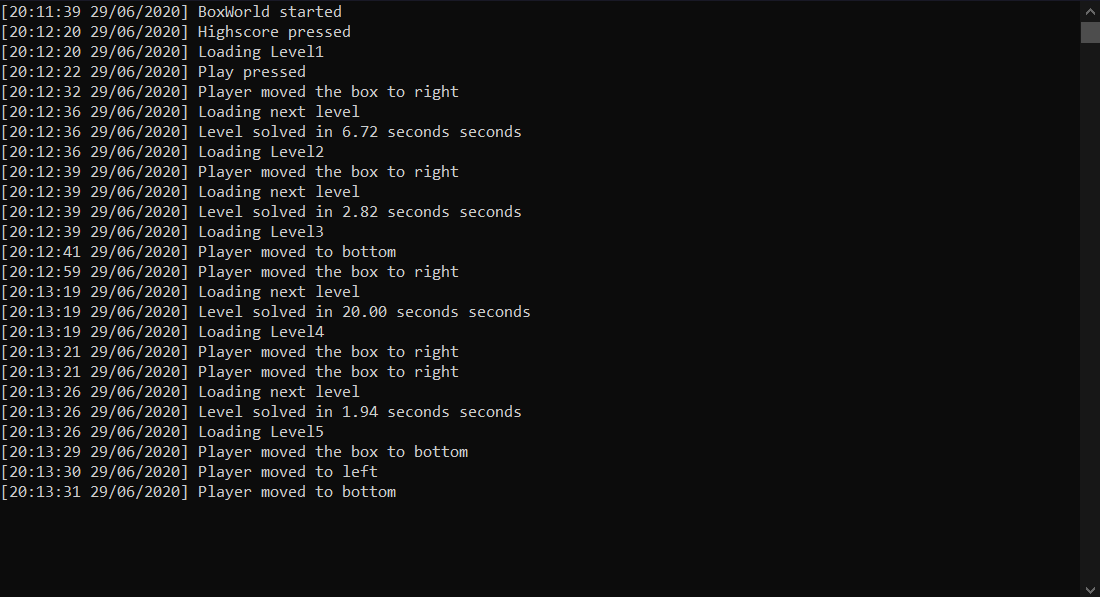 [20:11:39 29/06/2020] BoxWorld started
[20:12:20 29/06/2020] Highscore pressed
[20:12:20 29/06/2020] Loading Level1
[20:12:22 29/06/2020] Play pressed
[20:12:32 29/06/2020] Player moved the box to right
[20:12:36 29/06/2020] Loading next level
[20:12:36 29/06/2020] Level solved in 6.72 seconds seconds
[20:12:36 29/06/2020] Loading Level2
[20:12:39 29/06/2020] Player moved the box to right
[20:12:39 29/06/2020] Loading next level
[20:12:39 29/06/2020] Level solved in 2.82 seconds seconds
[20:12:39 29/06/2020] Loading Level3
[20:12:41 29/06/2020] Player moved to bottom
[20:12:59 29/06/2020] Player moved the box to right
[20:13:19 29/06/2020] Loading next level
[20:13:19 29/06/2020] Level solved in 20.00 seconds seconds
[20:13:19 29/06/2020] Loading Level4
[20:13:21 29/06/2020] Player moved the box to right
[20:13:21 29/06/2020] Player moved the box to right
[20:13:26 29/06/2020] Loading next level
[20:13:26 29/06/2020] Level solved in 1.94 seconds seconds
[20:13:26 29/06/2020] Loading Level5
[20:13:29 29/06/2020] Player moved the box to bottom
[20:13:30 29/06/2020] Player moved to left
[20:13:31 29/06/2020] Player moved to bottom